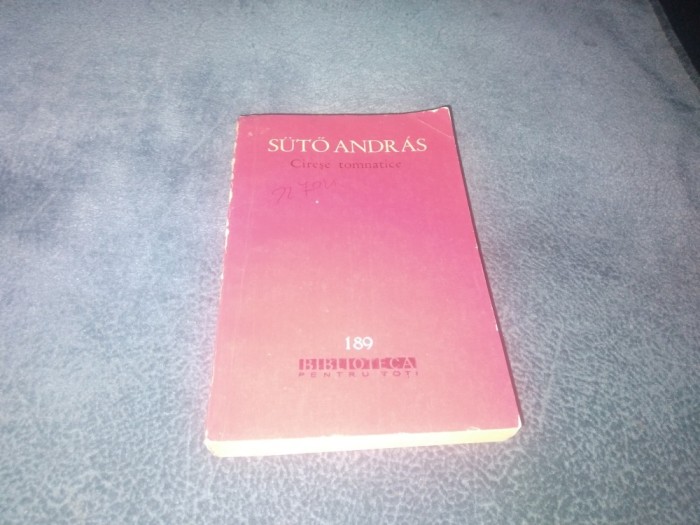 SÜTŐ ANDRÁS
Cireșe tomnatice
189
BIBLIOTECA
PENTRU TOȚI